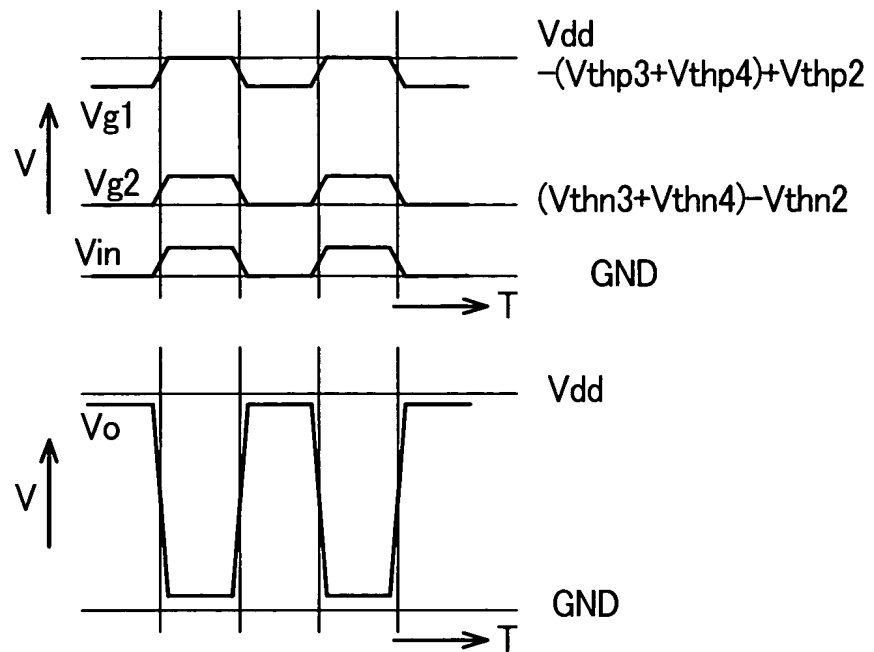 Vdd
-(Vthp3+Vthp4)+Vthp2
Vg1
V
Vg2
(Vthn3+Vthn4)-Vthn2
Vin
GND
T
Vdd
Vo
V
GND
T